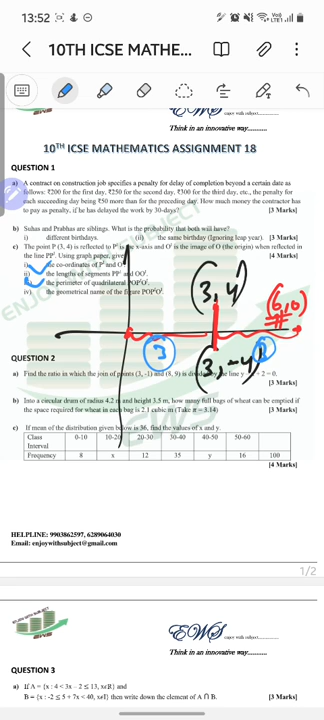 13:52
10TH ICSE MATHE...
enjoy with subject
Think in an innovative way
10TH ICSE MATHEMATICS ASSIGNMENT 18
QUESTION 1
a) A contract on construction job specifies a penalty for delay of completion beyond a certain date as
follows: ₹200 for the first day, ₹250 for the second day, ₹300 for the third day, etc., the penalty for
each succeeding day being ₹50 more than for the preceding day. How much money the contractor has
to pay as penalty, if he has delayed the work by 30-days? [3 Marks]
b) Suhas and Prabhas are siblings. What is the probability that both will have?
i) different birthdays. (ii) the same birthday (Ignoring leap year). [3 Marks]
c) The point P (3, 4) is reflected to P' is the x-axis and O' is the image of O (the origin) when reflected in
the line PP'. Using graph paper, give: [4 Marks]
i) the co-ordinates of P' and O'
ii) the lengths of segments PP' and OO'.
the perimeter of quadrilateral POP'O'.
iv) the geometrical name of the figure POP'O'.
(3, 4)
(6, 0)
3
(3, -4)
QUESTION 2
a) Find the ratio in which the join of points (3, -1) and (8, 9) is divided by the line y 2 = 0.
[3 Marks]
b) Into a circular drum of radius 4.2 m and height 3.5 m, how many full bags of wheat can be emptied if
the space required for wheat in each bag is 2.1 cubic m (Take π = 3.14) [3 Marks]
c) If mean of the distribution given below is 36, find the values of x and y.
Class Interval 0-10 10-20 20-30 30-40 40-50 50-60
Frequency 8 x 12 35 y 16 100
[4 Marks]
HELPLINE: 9903862597, 6289064030
Email: enjoywithsubject@gmail.com
1/2
EWS
EWS enjoy with subject
Think in an innovative way
QUESTION 3
a) If A = {x : 4 < 3x – 2 ≤ 13, x∈R} and
B = {x : -2 ≤ 5 + 7x < 40, x∈I} then write down the element of A ∩ B. [3 Marks]